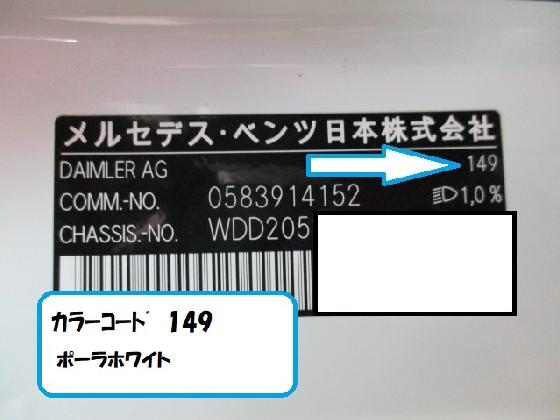 メルセデス・ベンツ日本株式会社
DAIMLER AG 149
COMM.-NO. 0583914152 1,0%
CHASSIS.-NO. WDD205
カラーコード 149
ポーラホワイト